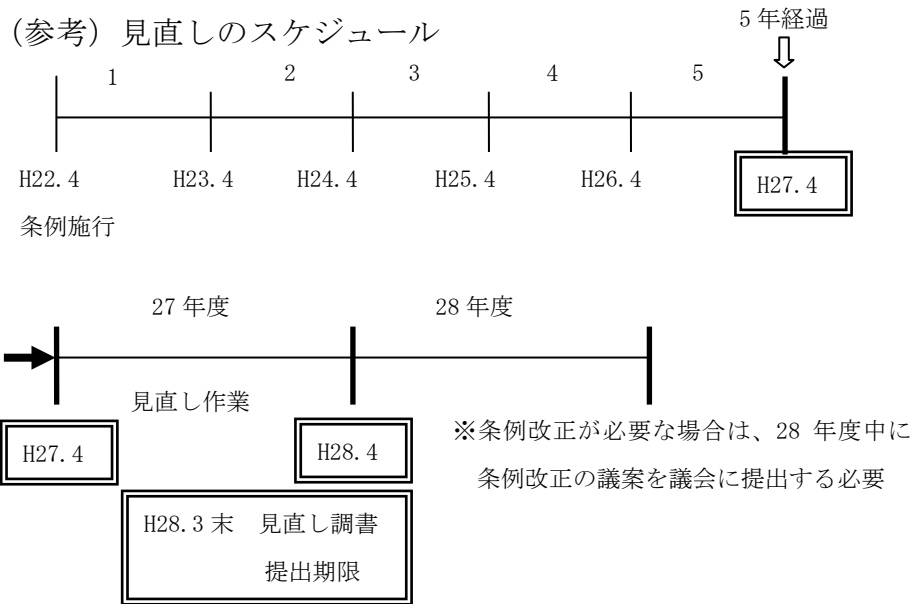 (参考)見直しのスケジュール
5年経過
1 2 3 4 5
H22.4 H23.4 H24.4 H25.4 H26.4 H27.4
条例施行
27年度 28年度
見直し作業
H27.4 H28.4
※条例改正が必要な場合は、28 年度中に
条例改正の議案を議会に提出する必要
H28.3末 見直し調書
提出期限